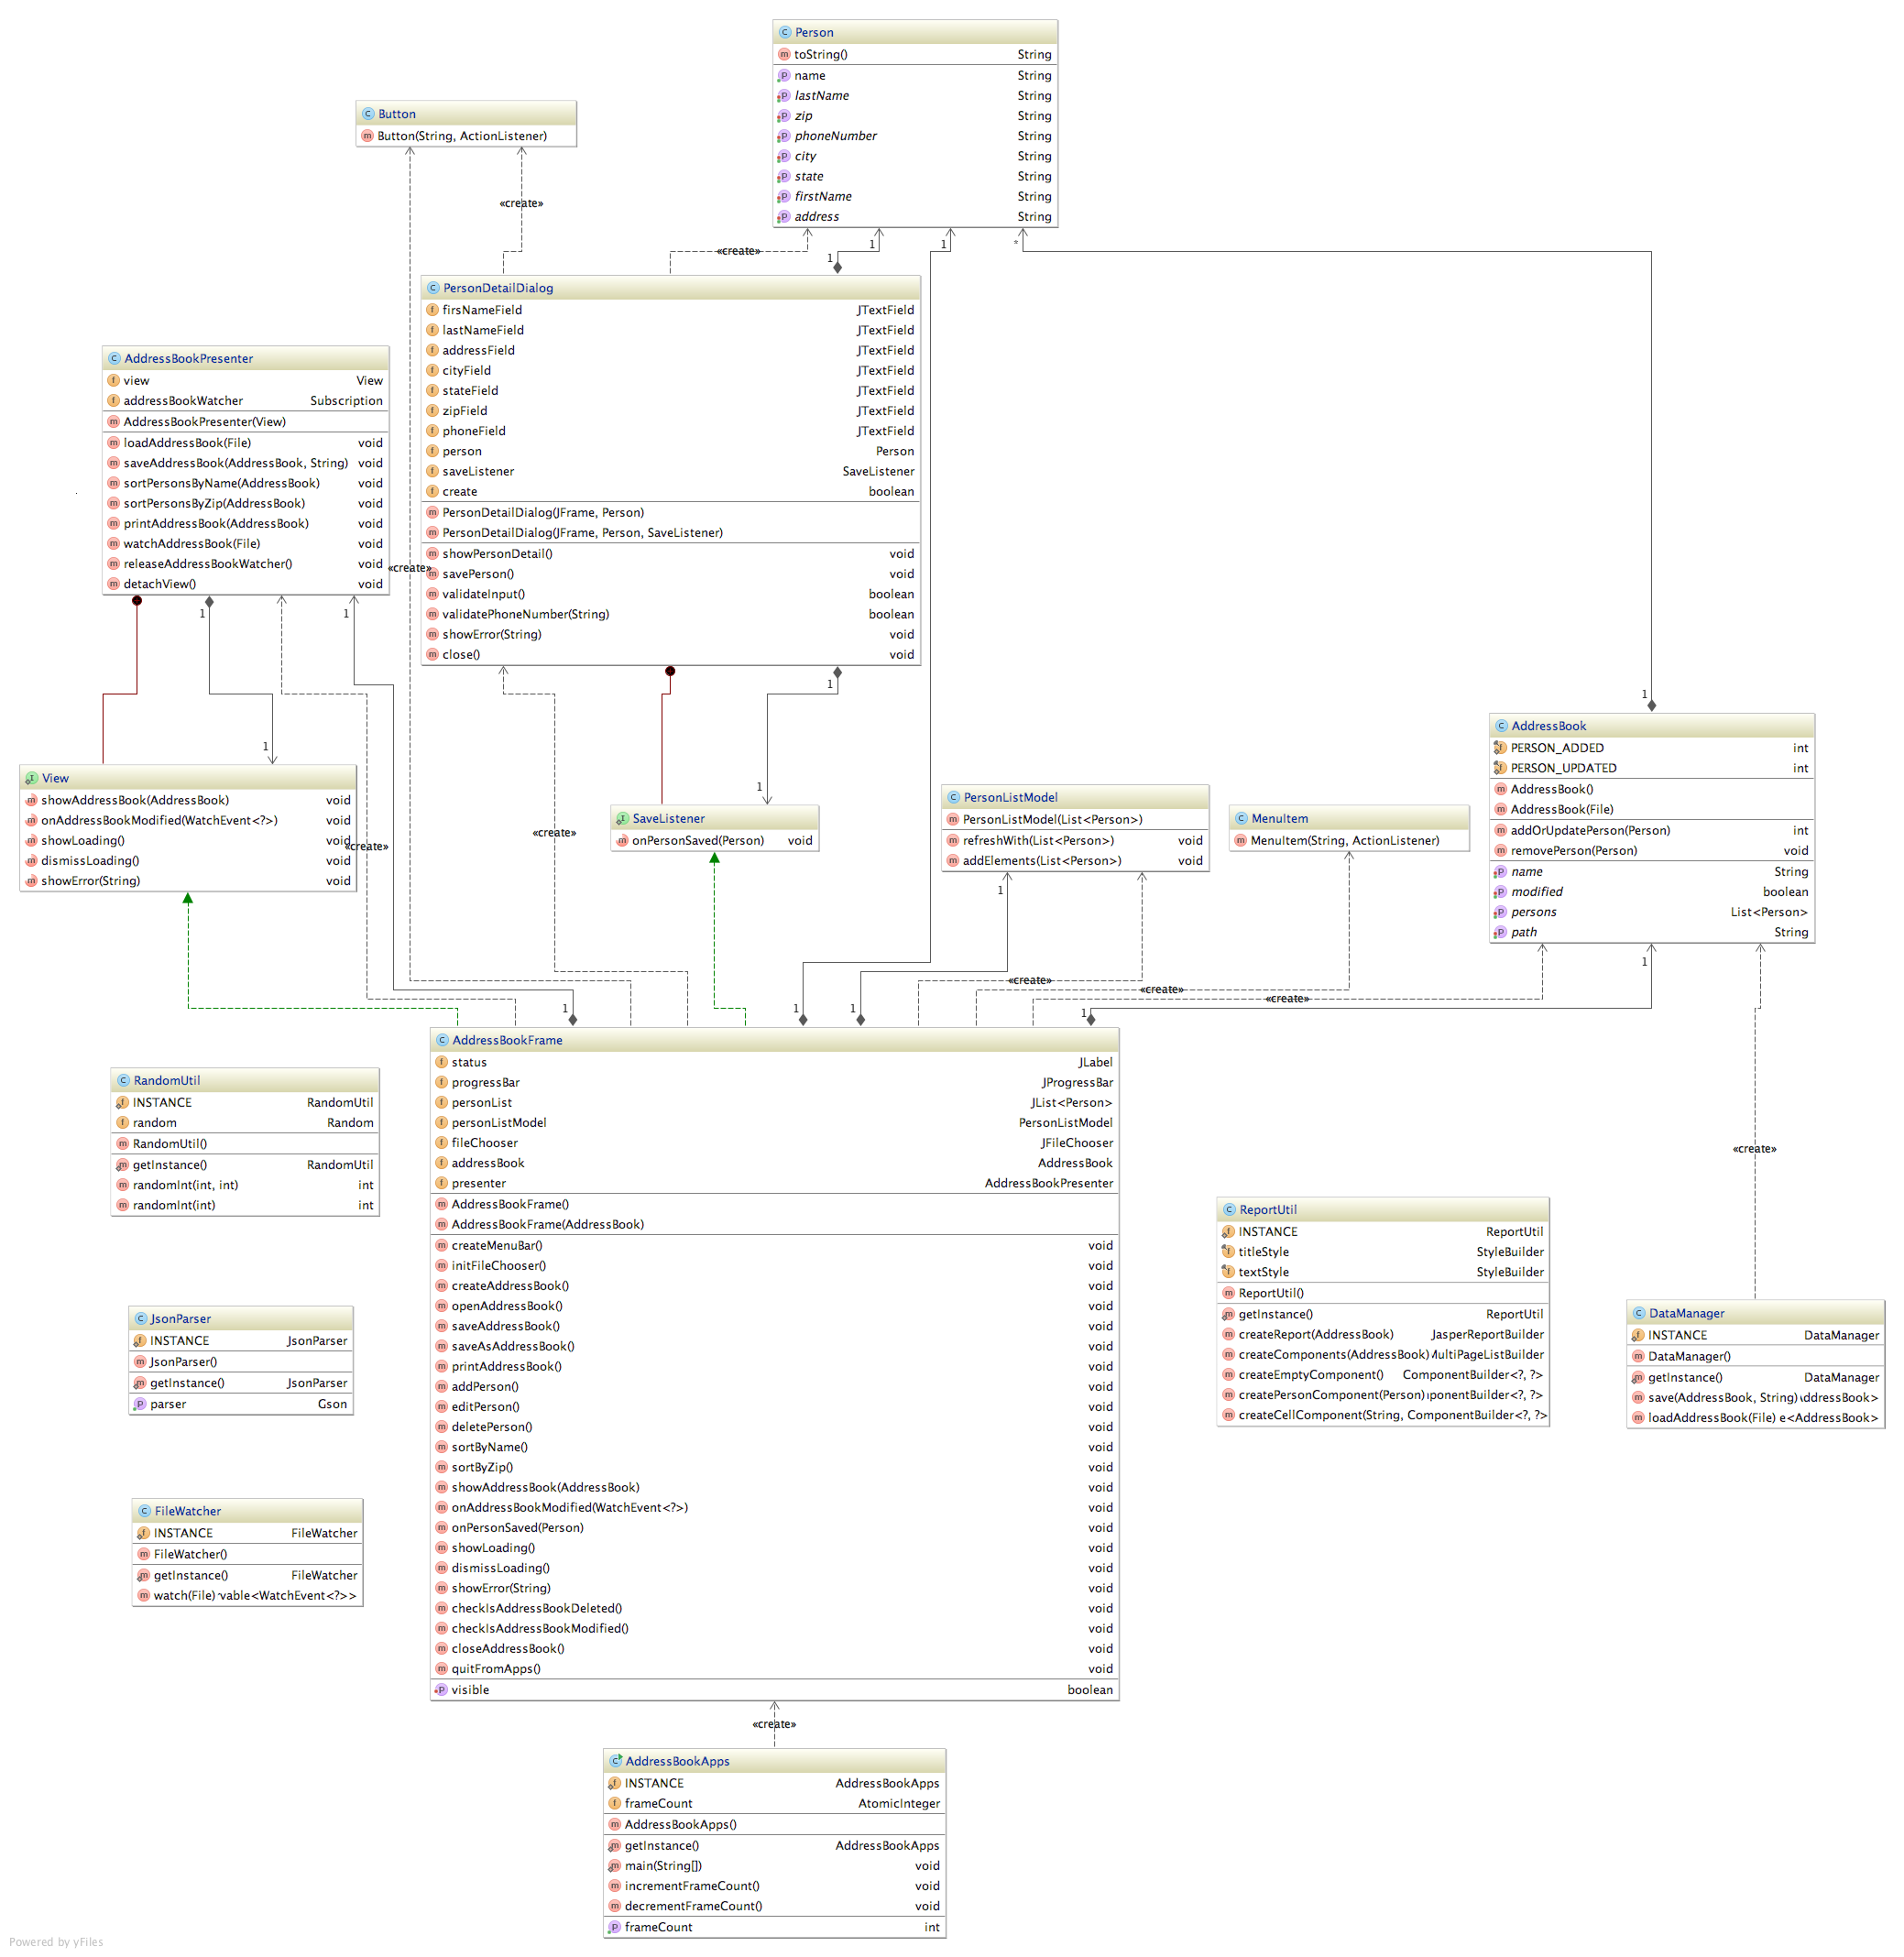 Person
toString() String
name String
lastName String
zip String
phoneNumber String
city String
state String
firstName String
address String
Button
Button(String, ActionListener)
«create»
«create»
1
1
*
1
PersonDetailDialog
firsNameField JTextField
lastNameField JTextField
addressField JTextField
cityField JTextField
stateField JTextField
zipField JTextField
phoneField JTextField
person Person
saveListener SaveListener
create boolean
PersonDetailDialog(JFrame, Person)
PersonDetailDialog(JFrame, Person, SaveListener)
showPersonDetail() void
savePerson() void
validateInput() boolean
validatePhoneNumber(String) boolean
showError(String) void
close() void
AddressBookPresenter
view View
addressBookWatcher Subscription
AddressBookPresenter(View)
loadAddressBook(File) void
saveAddressBook(AddressBook, String) void
sortPersonsByName(AddressBook) void
sortPersonsByZip(AddressBook) void
printAddressBook(AddressBook) void
watchAddressBook(File) void
releaseAddressBookWatcher() void
detachView() void
«create»
1
1
1
1
1
1
View
showAddressBook(AddressBook) void
onAddressBookModified(WatchEvent<?>) void
showLoading() void
dismissLoading() void
showError(String) void
«create»
«create»
SaveListener
onPersonSaved(Person) void
PersonListModel
PersonListModel(List<Person>)
refreshWith(List<Person>) void
addElements(List<Person>) void
MenuItem
MenuItem(String, ActionListener)
AddressBook
PERSON_ADDED int
PERSON_UPDATED int
AddressBook()
AddressBook(File)
addOrUpdatePerson(Person) int
removePerson(Person) void
name String
modified boolean
persons List<Person>
path String
1
1
«create»
«create»
«create»
1
1
1
1
AddressBookFrame
status JLabel
progressBar JProgressBar
personList JList<Person>
personListModel PersonListModel
fileChooser JFileChooser
addressBook AddressBook
presenter AddressBookPresenter
AddressBookFrame()
AddressBookFrame(AddressBook)
createMenuBar() void
initFileChooser() void
createAddressBook() void
openAddressBook() void
saveAddressBook() void
saveAsAddressBook() void
printAddressBook() void
addPerson() void
editPerson() void
deletePerson() void
sortByName() void
sortByZip() void
showAddressBook(AddressBook) void
onAddressBookModified(WatchEvent<?>) void
onPersonSaved(Person) void
showLoading() void
dismissLoading() void
showError(String) void
checkIsAddressBookDeleted() void
checkIsAddressBookModified() void
closeAddressBook() void
quitFromApps() void
visible boolean
RandomUtil
INSTANCE RandomUtil
random Random
RandomUtil()
getInstance() RandomUtil
randomInt(int, int) int
randomInt(int) int
JsonParser
INSTANCE JsonParser
JsonParser()
getInstance() JsonParser
parser Gson
FileWatcher
INSTANCE FileWatcher
FileWatcher()
getInstance() FileWatcher
watch(File) vable<WatchEvent<?>>
«create»
ReportUtil
INSTANCE ReportUtil
titleStyle StyleBuilder
textStyle StyleBuilder
ReportUtil()
getInstance() ReportUtil
createReport(AddressBook) JasperReportBuilder
createComponents(AddressBook) MultiPageListBuilder
createEmptyComponent() ComponentBuilder<?, ?>
createPersonComponent(Person) ponentBuilder<?, ?>
createCellComponent(String, ComponentBuilder<?, ?>
DataManager
INSTANCE DataManager
DataManager()
getInstance() DataManager
save(AddressBook, String) ddressBook>
loadAddressBook(File) e<AddressBook>
«create»
AddressBookApps
INSTANCE AddressBookApps
frameCount AtomicInteger
AddressBookApps()
getInstance() AddressBookApps
main(String[]) void
incrementFrameCount() void
decrementFrameCount() void
frameCount int
Powered by yFiles